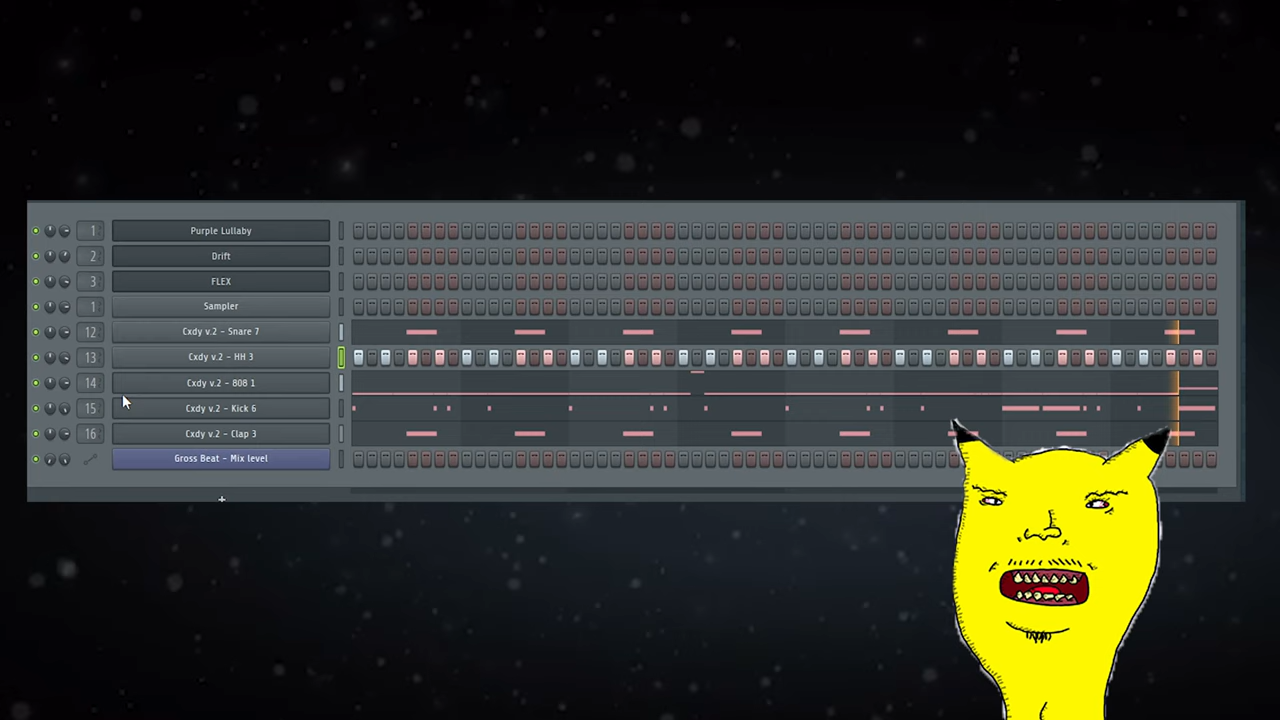 1 Purple Lullaby
2 Drift
3 FLEX
1 Sampler
12 Cxdy v.2 - Snare 7
13 Cxdy v.2 - HH 3
14 Cxdy v.2 - 808 1
15 Cxdy v.2 - Kick 6
16 Cxdy v.2 - Clap 3
Gross Beat - Mix level
+